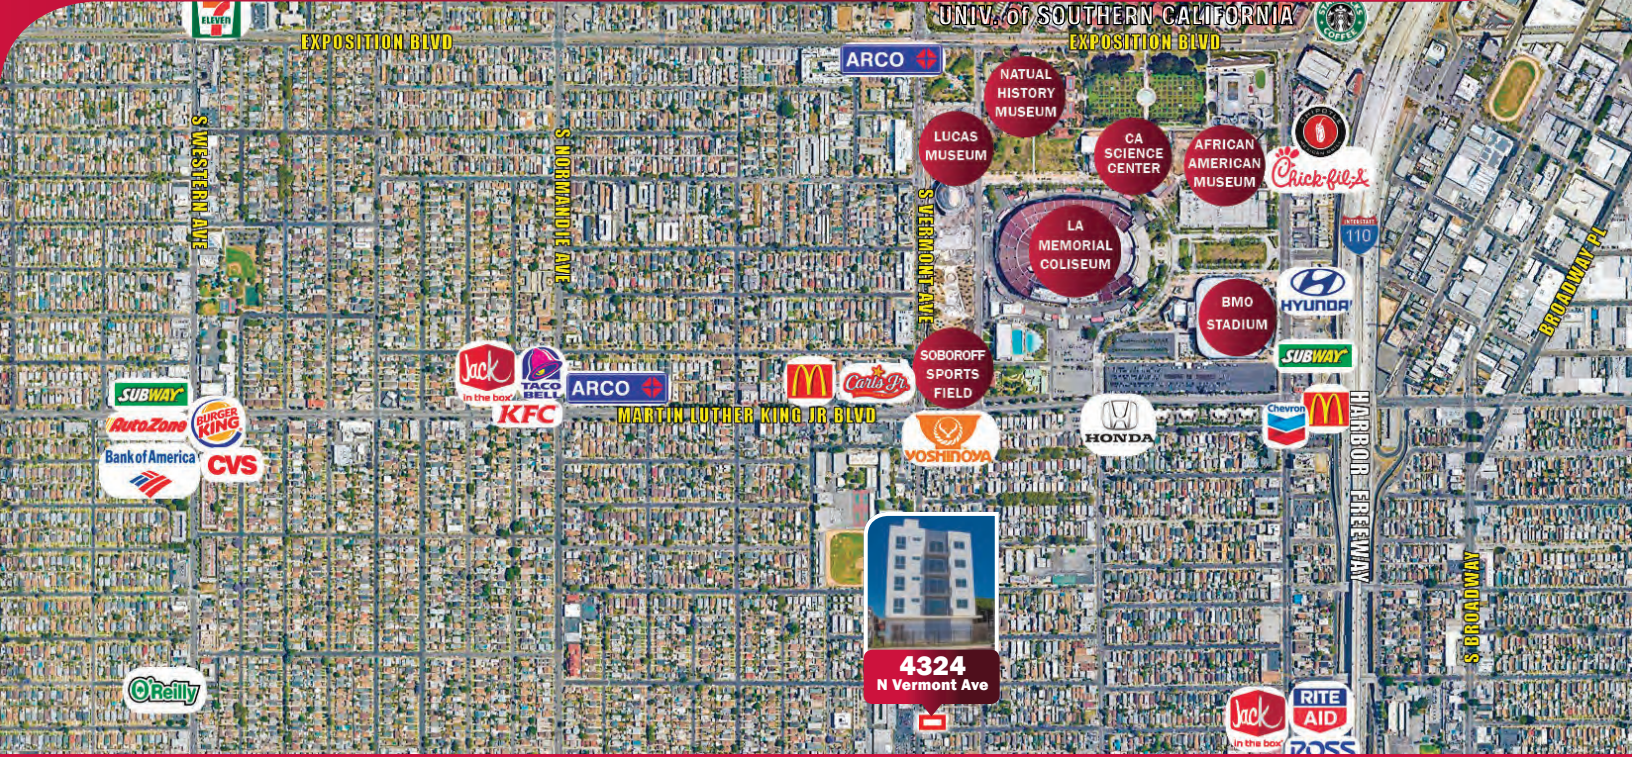 7
ELEVEN
UNIV. of SOUTHERN CALIFORNIA
COFFEE
EXPOSITION BLVD
EXPOSITION BLVD
ARCO
NATUAL
HISTORY
MUSEUM
LUCAS
MUSEUM
CA
SCIENCE
CENTER
AFRICAN
AMERICAN
MUSEUM
CHIPOTLE
Chick-fil-A
S WESTERN AVE
S NORMANDIE AVE
S VERMONT AVE
LA
MEMORIAL
COLISEUM
INTERSTATE
110
BROADWAY PL
HYUNDAI
BMO
STADIUM
SUBWAY
Jack
in the box
TACO
BELL
KFC
ARCO
M
Carl's Jr.
SOBOROFF
SPORTS
FIELD
MARTIN LUTHER KING JR BLVD
SUBWAY
AutoZone
BURGER
KING
Bank of America
CVS
YOSHINOYA
HONDA
Chevron
M
HARBOR FREEWAY
S BROADWAY
4324
N Vermont Ave
O'Reilly
Jack
in the box
RITE
AID
ROSS